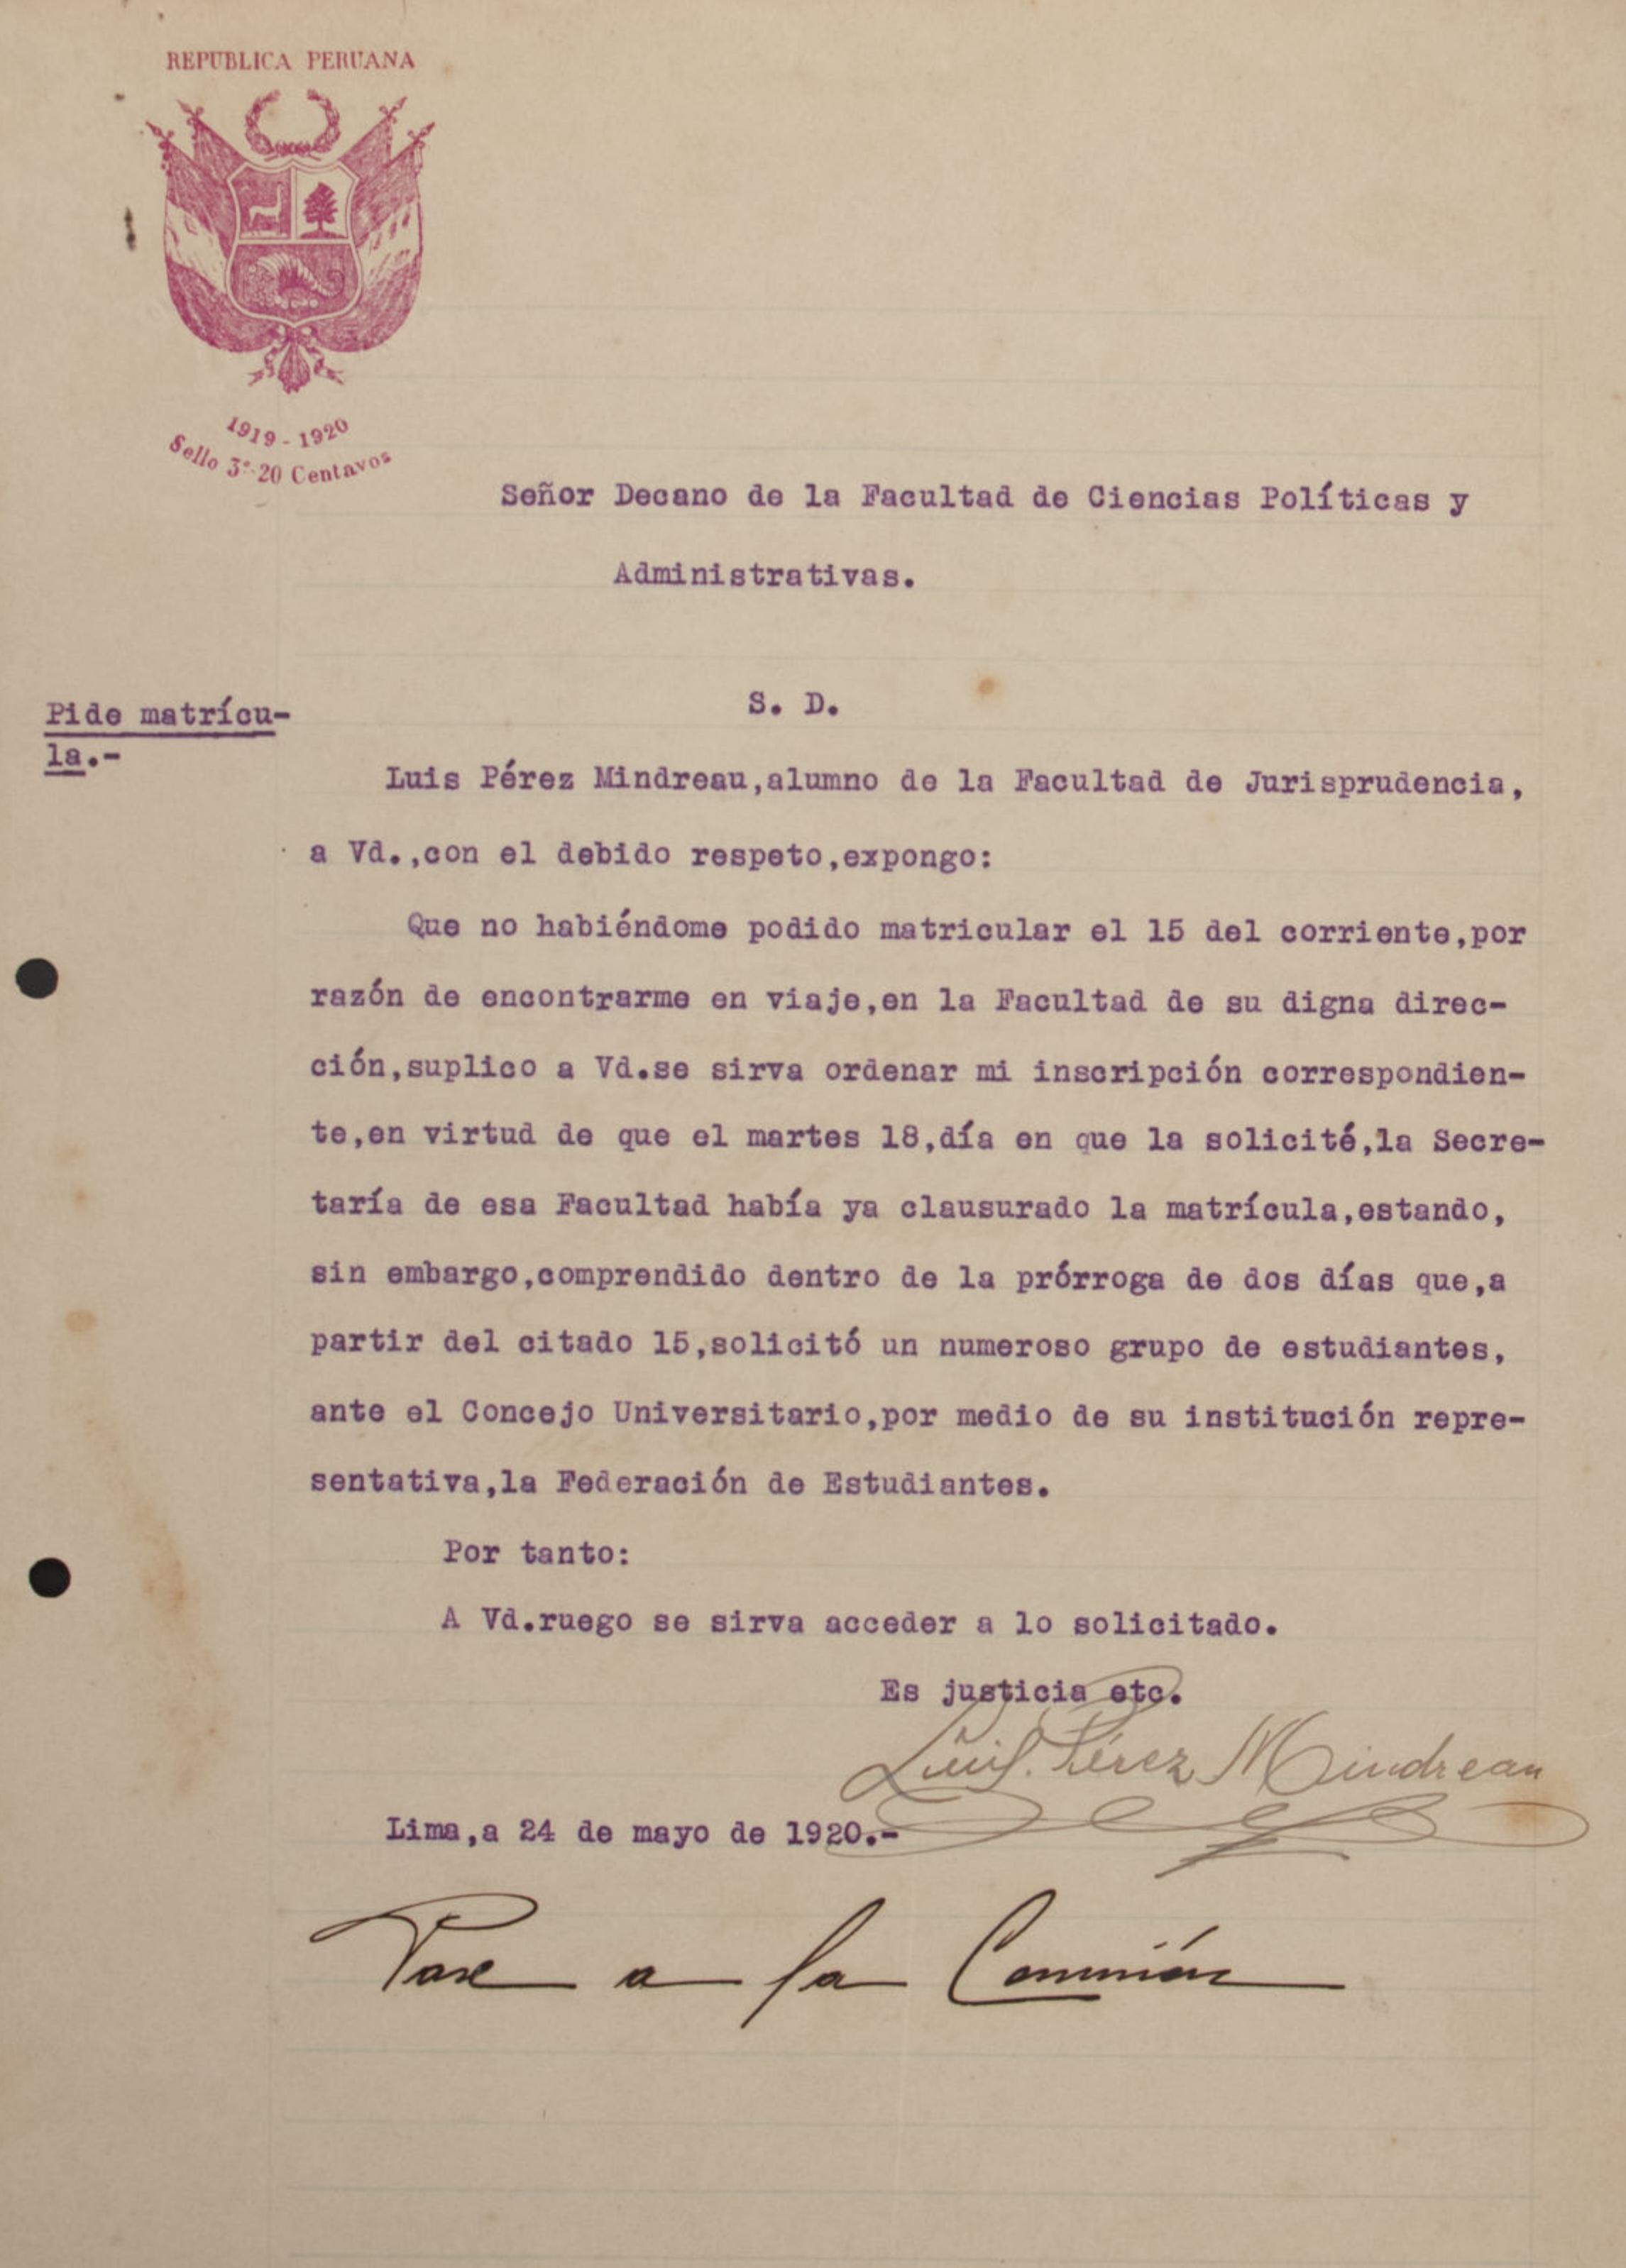 REPUBLICA PERUANA
1919 - 1920
Sello 3º-20 Centavos
Señor Decano de la Facultad de Ciencias Políticas y
Administrativas.
S. D.
Pide matrícu-
la.-
Luis Pérez Mindreau,alumno de la Facultad de Jurisprudencia,
a Vd.,con el debido respeto,expongo:
Que no habiéndome podido matricular el 15 del corriente,por
razón de encontrarme en viaje,en la Facultad de su digna direc-
ción,suplico a Vd.se sirva ordenar mi inscripción correspondien-
te,en virtud de que el martes 18,día en que la solicité,la Secre-
taría de esa Facultad había ya clausurado la matrícula,estando,
sin embargo,comprendido dentro de la prórroga de dos días que,a
partir del citado 15,solicitó un numeroso grupo de estudiantes,
ante el Concejo Universitario,por medio de su institución repre-
sentativa,la Federación de Estudiantes.
Por tanto:
A Vd.ruego se sirva acceder a lo solicitado.
Es justicia etc.
Luis Pérez Mindreau
Lima,a 24 de mayo de 1920.-
Pase a la Comisión